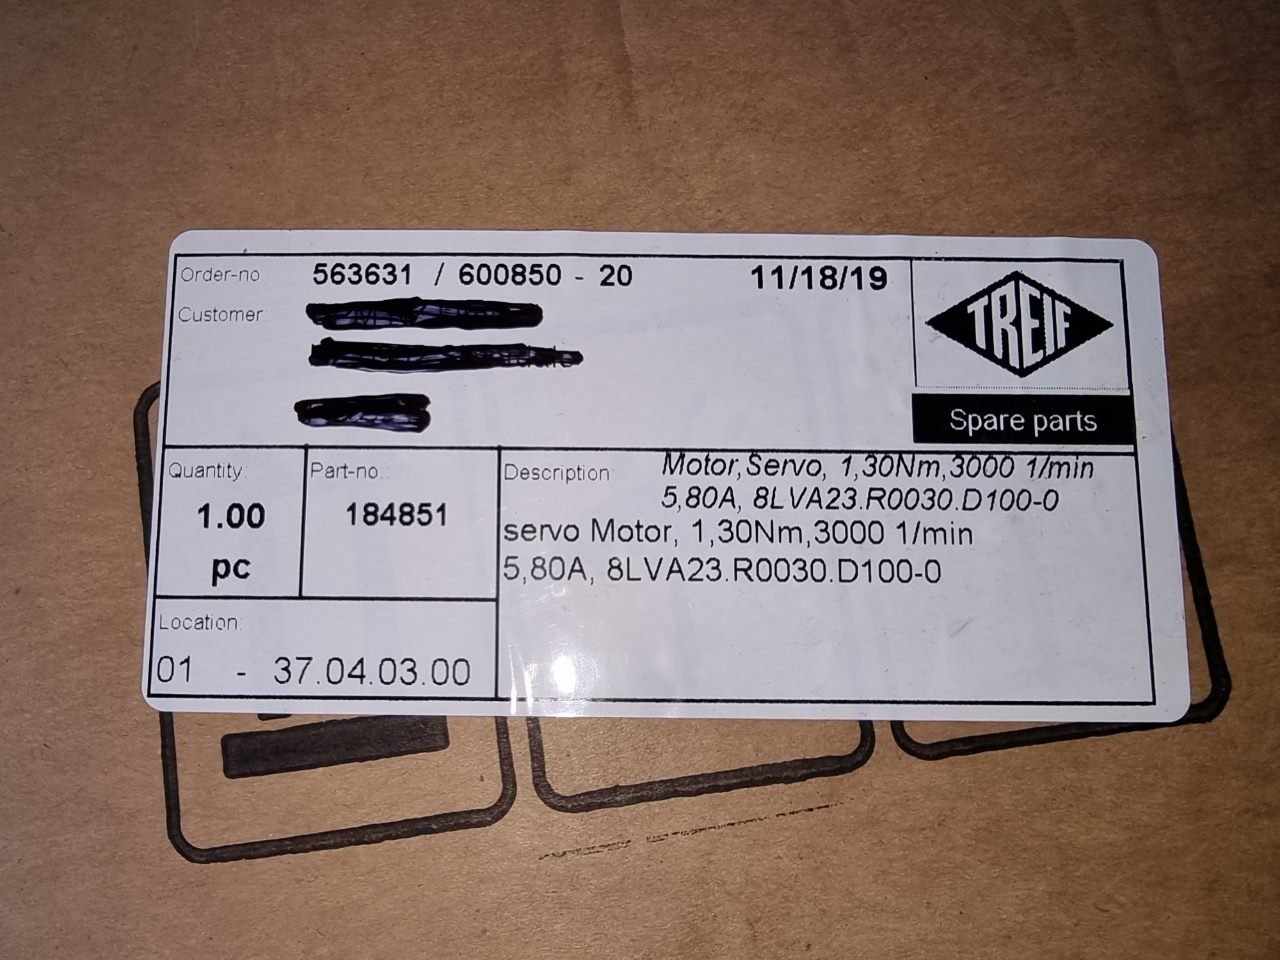 Order-no 563631 / 600850 - 20 11/18/19
Customer:
TREIF
Spare parts
Quantity: Part-no.: Description Motor,Servo, 1,30Nm,3000 1/min
5,80A, 8LVA23.R0030.D100-0
1.00 184851 servo Motor, 1,30Nm,3000 1/min
pc 5,80A, 8LVA23.R0030.D100-0
Location:
01 - 37.04.03.00